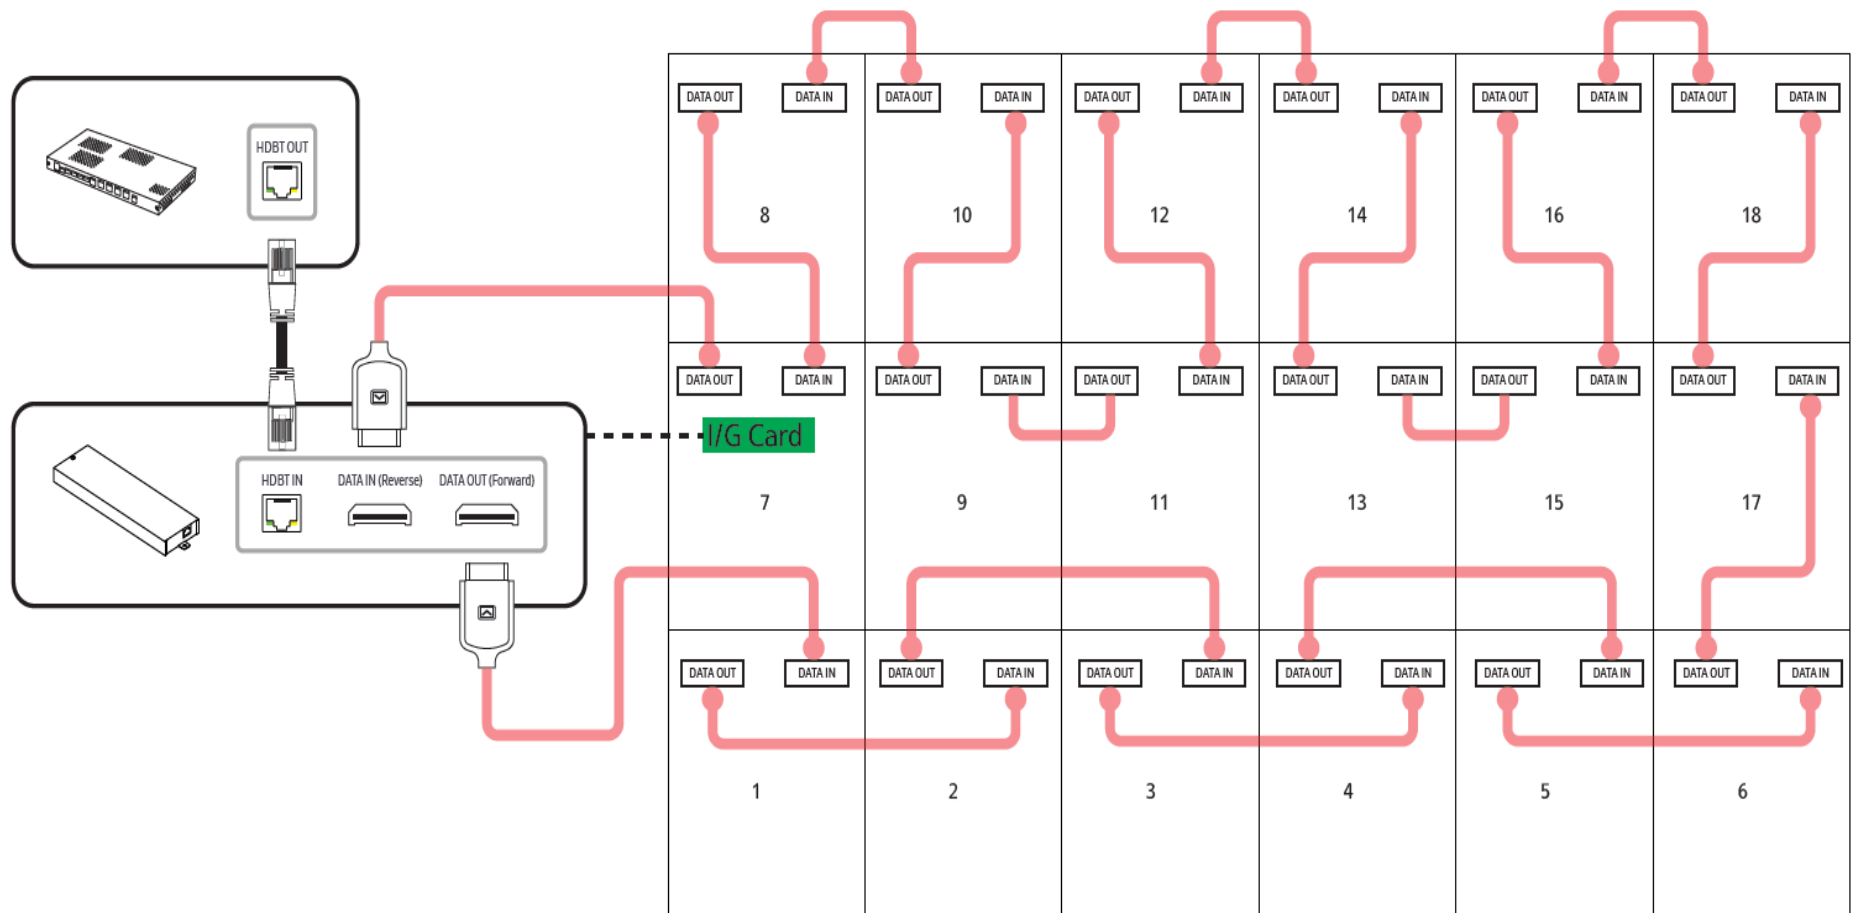 HDBT OUT
HDBT IN
DATA IN (Reverse)
DATA OUT (Forward)
I/G Card
DATA OUT DATA IN DATA OUT DATA IN DATA OUT DATA IN DATA OUT DATA IN DATA OUT DATA IN DATA OUT DATA IN
8 10 12 14 16 18
DATA OUT DATA IN DATA OUT DATA IN DATA OUT DATA IN DATA OUT DATA IN DATA OUT DATA IN DATA OUT DATA IN
7 9 11 13 15 17
DATA OUT DATA IN DATA OUT DATA IN DATA OUT DATA IN DATA OUT DATA IN DATA OUT DATA IN DATA OUT DATA IN
1 2 3 4 5 6